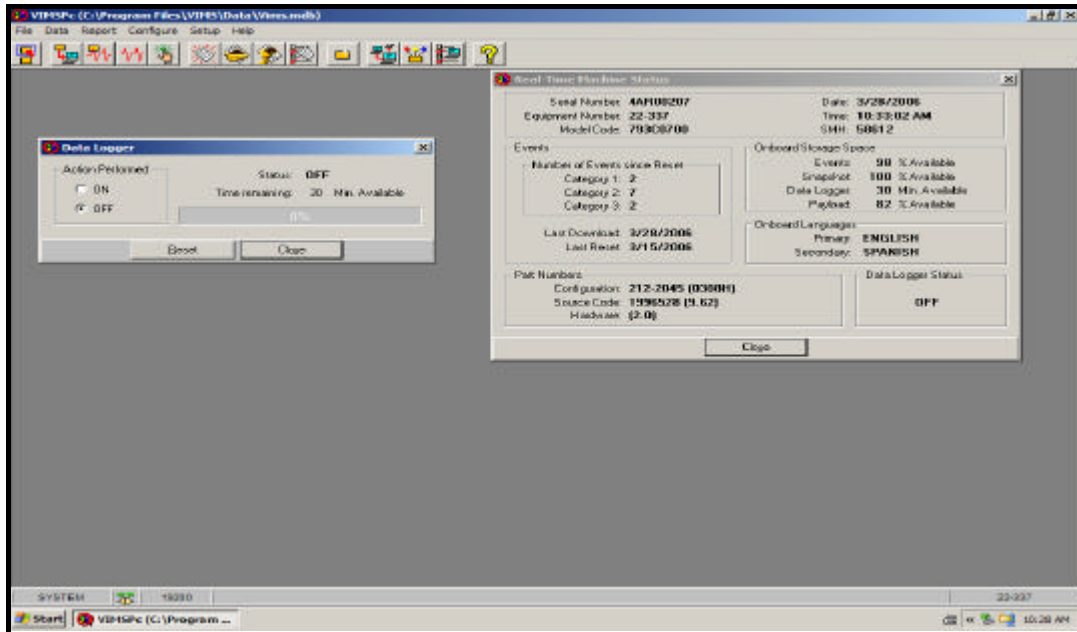 VIMSPc (C:\Program Files\VIMS\Data\Vims.mdb)
File Data Report Configure Setup Help
Data Logger
Action Performed
ON
OFF
Status: OFF
Time remaining: 30 Min. Available
0%
Reset Close
Real-Time Machine Status
Serial Number: 4AR00207
Equipment Number: 22-337
Model Code: 793C0700
Date: 3/28/2006
Time: 10:33:02 AM
SMH: 50612
Events
Number of Events since Reset
Category 1: 2
Category 2: 7
Category 3: 2
Last Download: 3/28/2006
Last Reset: 3/15/2006
Onboard Storage Space
Events: 98 % Available
Snapshot: 100 % Available
Data Logger: 30 Min. Available
Payload: 82 % Available
Onboard Languages
Primary: ENGLISH
Secondary: SPANISH
Part Numbers
Configuration: 212-2045 (0300H)
Source Code: 1996528 (9.62)
Hardware: (2.0)
Data Logger Status
OFF
Close
SYSTEM 19200 22-337
Start VIMSPc (C:\Program ... 10:28 AM